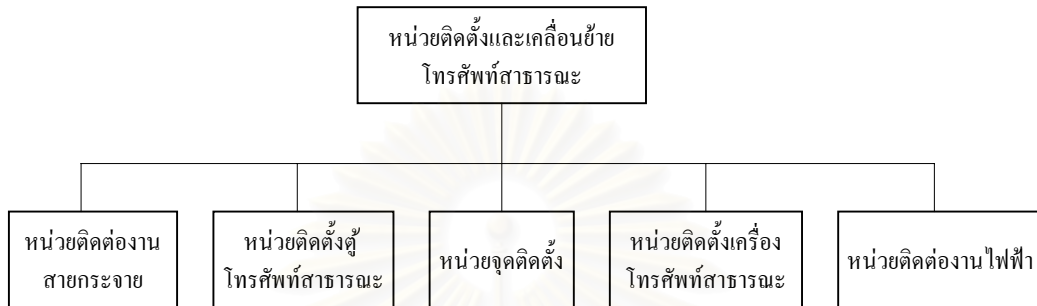 หน่วยติดตั้งและเคลื่อนย้าย
โทรศัพท์สาธารณะ
หน่วยติดต่องาน
สายกระจาย
หน่วยติดตั้งตู้
โทรศัพท์สาธารณะ
หน่วยจุดติดตั้ง
หน่วยติดตั้งเครื่อง
โทรศัพท์สาธารณะ
หน่วยติดต่องานไฟฟ้า